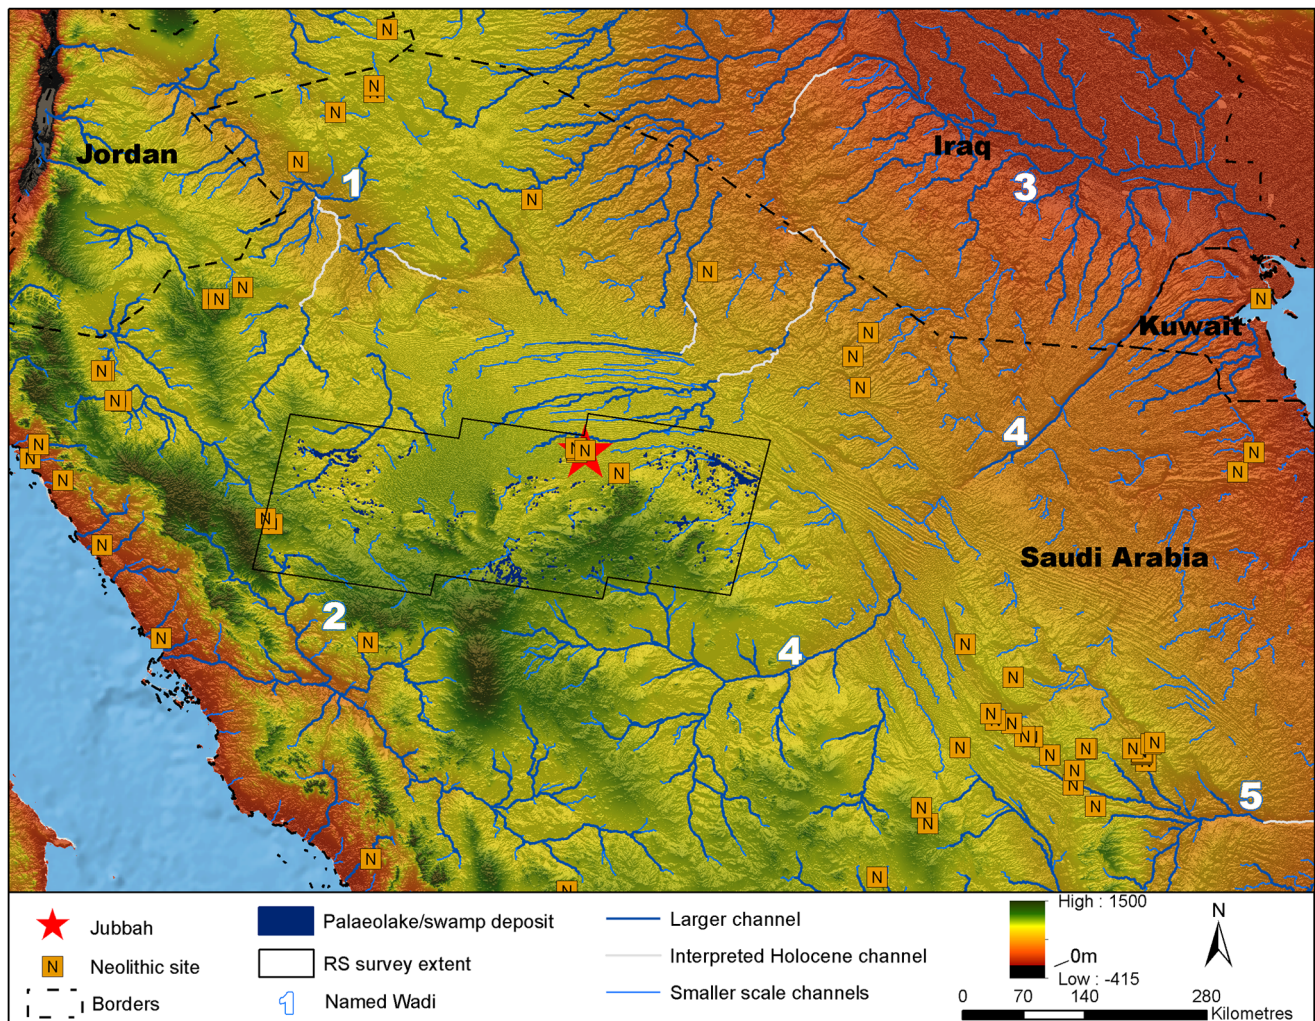 N
N
N
N
Jordan
Iraq
1
3
N
N
N
N
N
N
Kuwait
N
N
N
N
N
4
N
N
N
N
N
N
N
N
N
N
N
Saudi Arabia
2
N
N
N
4
N
N
N
N
N
N
N
N
N
N
N
N
N
5
N
N
N
N
N
N
Jubbah
Palaeolake/swamp deposit
Larger channel
High : 1500
N
N Neolithic site
RS survey extent
Interpreted Holocene channel
0m
Low : -415
Borders
1 Named Wadi
Smaller scale channels
0 70 140 280
Kilometres